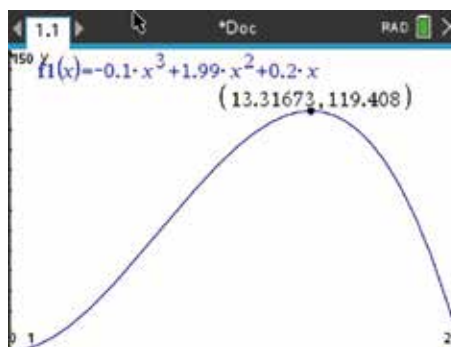 1.1 *Doc RAD
150 y
f1(x)=-0.1·x³+1.99·x²+0.2·x
(13.31673,119.408)
0 1 2